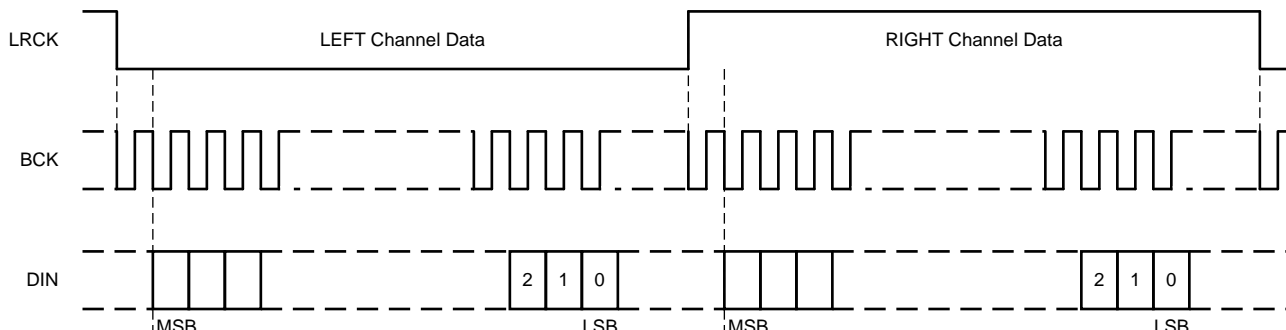 LRCK LEFT Channel Data RIGHT Channel Data
BCK
DIN 2 1 0 2 1 0
MSB LSB MSB LSB